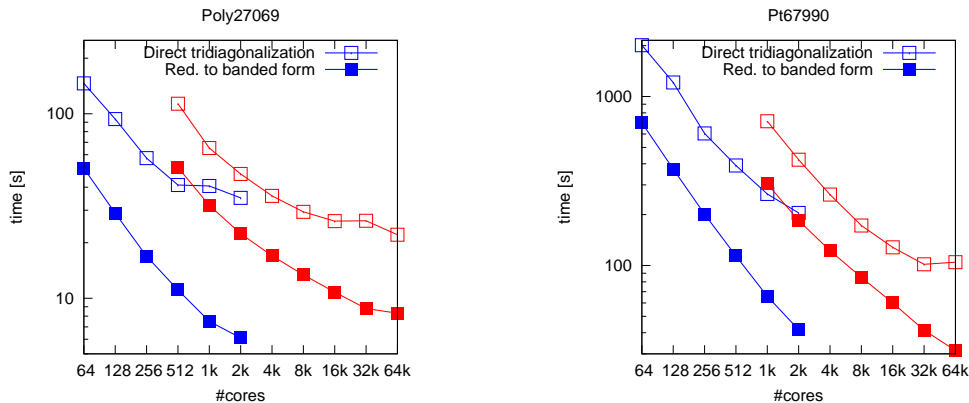 Poly27069
Direct tridiagonalization
Red. to banded form
100
10
time [s]
64 128 256 512 1k 2k 4k 8k 16k 32k 64k
#cores
Pt67990
Direct tridiagonalization
Red. to banded form
1000
100
time [s]
64 128 256 512 1k 2k 4k 8k 16k 32k 64k
#cores